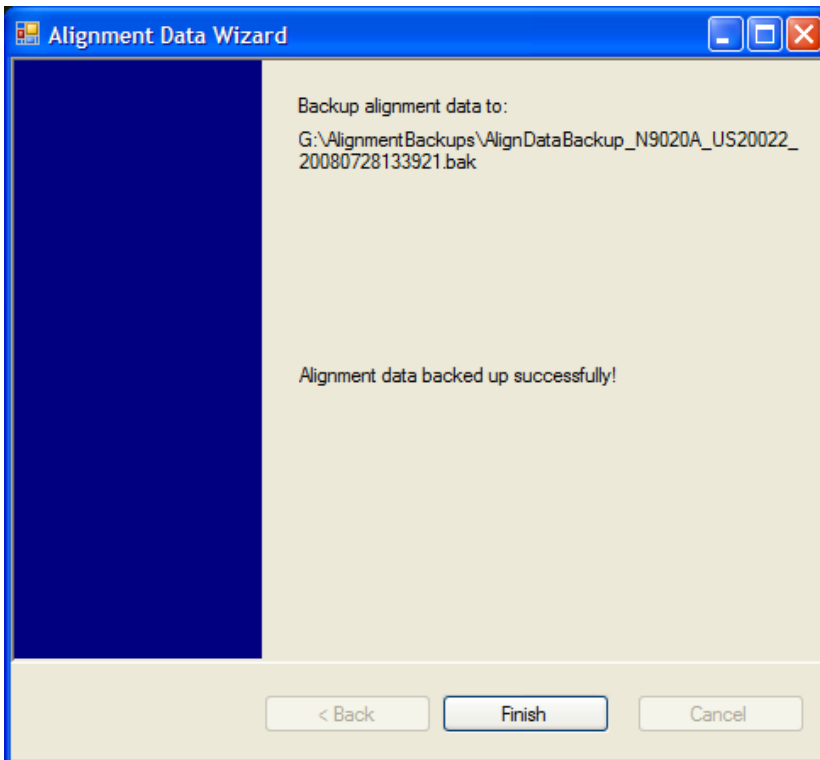 Alignment Data Wizard
Backup alignment data to:
G:\AlignmentBackups\AlignDataBackup_N9020A_US20022_
20080728133921.bak
Alignment data backed up successfully!
< Back Finish Cancel